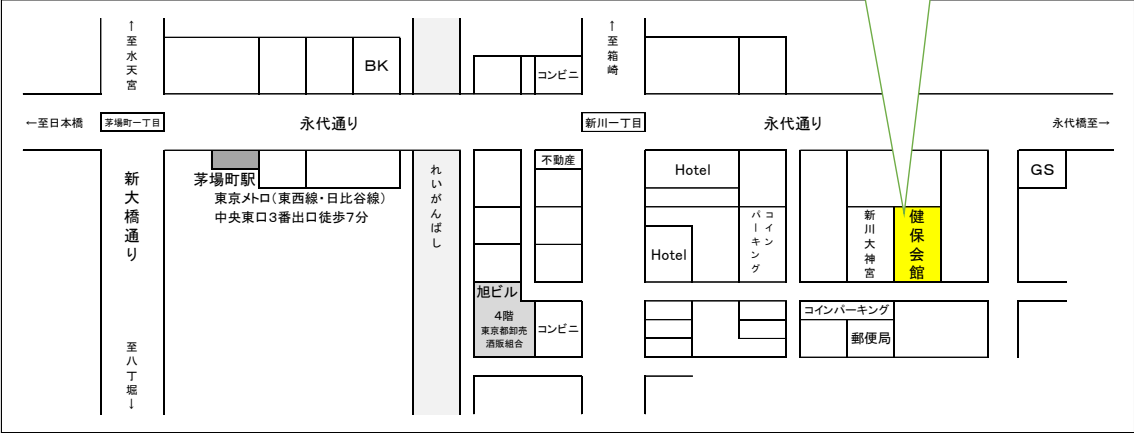 ↑至水天宮
BK
コンビニ
↑至箱崎
←至日本橋
茅場町一丁目
永代通り
新川一丁目
永代通り
永代橋至→
新大橋通り
茅場町駅
東京メトロ(東西線・日比谷線)
中央東口3番出口徒歩7分
れいがんばし
不動産
Hotel
Hotel
コイン
パーキング
新川大神宮
健保会館
GS
旭ビル
4階
東京都卸売
酒販組合
コンビニ
コインパーキング
郵便局
至八丁堀↓